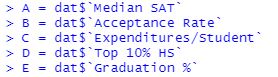 > A = dat$`Median SAT`
> B = dat$`Acceptance Rate`
> C = dat$`Expenditures/Student`
> D = dat$`Top 10% HS`
> E = dat$`Graduation %`